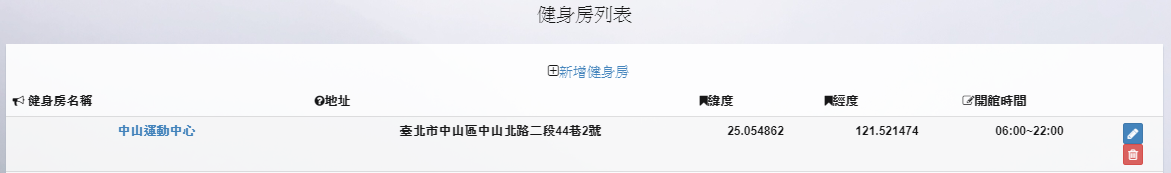 健身房列表
新增健身房
健身房名稱 地址 緯度 經度 開館時間
中山運動中心 臺北市中山區中山北路二段44巷2號 25.054862 121.521474 06:00~22:00